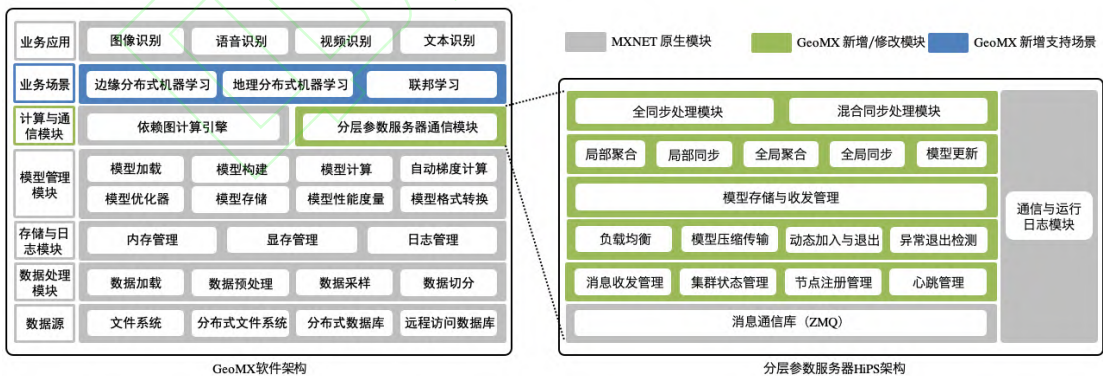 业务应用
图像识别
语音识别
视频识别
文本识别
业务场景
边缘分布式机器学习
地理分布式机器学习
联邦学习
计算与通
信模块
依赖图计算引擎
分层参数服务器通信模块
模型管理
模块
模型加载
模型构建
模型计算
自动梯度计算
模型优化器
模型存储
模型性能度量
模型格式转换
存储与日
志模块
内存管理
显存管理
日志管理
数据处理
模块
数据加载
数据预处理
数据采样
数据切分
数据源
文件系统
分布式文件系统
分布式数据库
远程访问数据库
GeoMX软件架构
MXNET 原生模块
GeoMX 新增/修改模块
GeoMX 新增支持场景
全同步处理模块
混合同步处理模块
局部聚合
局部同步
全局聚合
全局同步
模型更新
模型存储与收发管理
负载均衡
模型压缩传输
动态加入与退出
异常退出检测
消息收发管理
集群状态管理
节点注册管理
心跳管理
消息通信库（ZMQ）
通信与运行
日志模块
分层参数服务器HiPS架构